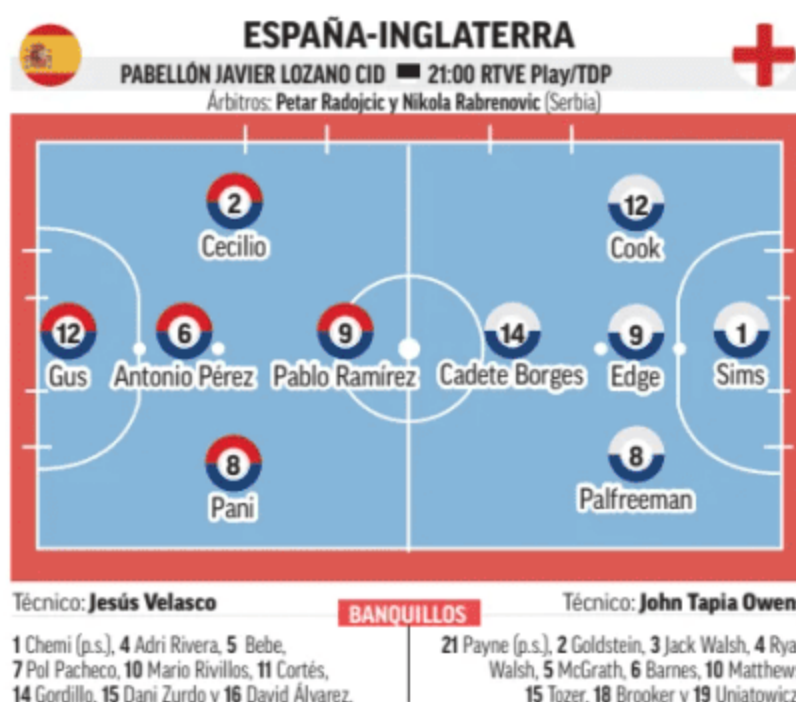 ESPAÑA-INGLATERRA
PABELLÓN JAVIER LOZANO CID 21:00 RTVE Play/TDP
Árbitros: Petar Radojcic y Nikola Rabrenovic (Serbia)
2
Cecilio
12
Cook
12
Gus
6
Antonio Pérez
9
Pablo Ramírez
14
Cadete Borges
9
Edge
1
Sims
8
Pani
8
Palfreeman
Técnico: Jesús Velasco
BANQUILLOS
Técnico: John Tapia Owen
1 Chemi (p.s.), 4 Adri Rivera, 5 Bebe,
7 Pol Pacheco, 10 Mario Rivillos, 11 Cortés,
14 Gordillo, 15 Dani Zurdo y 16 David Álvarez.
21 Payne (p.s.), 2 Goldstein, 3 Jack Walsh, 4 Rya
Walsh, 5 McGrath, 6 Barnes, 10 Matthew
15 Tozer, 18 Brooker y 19 Uniatowicz